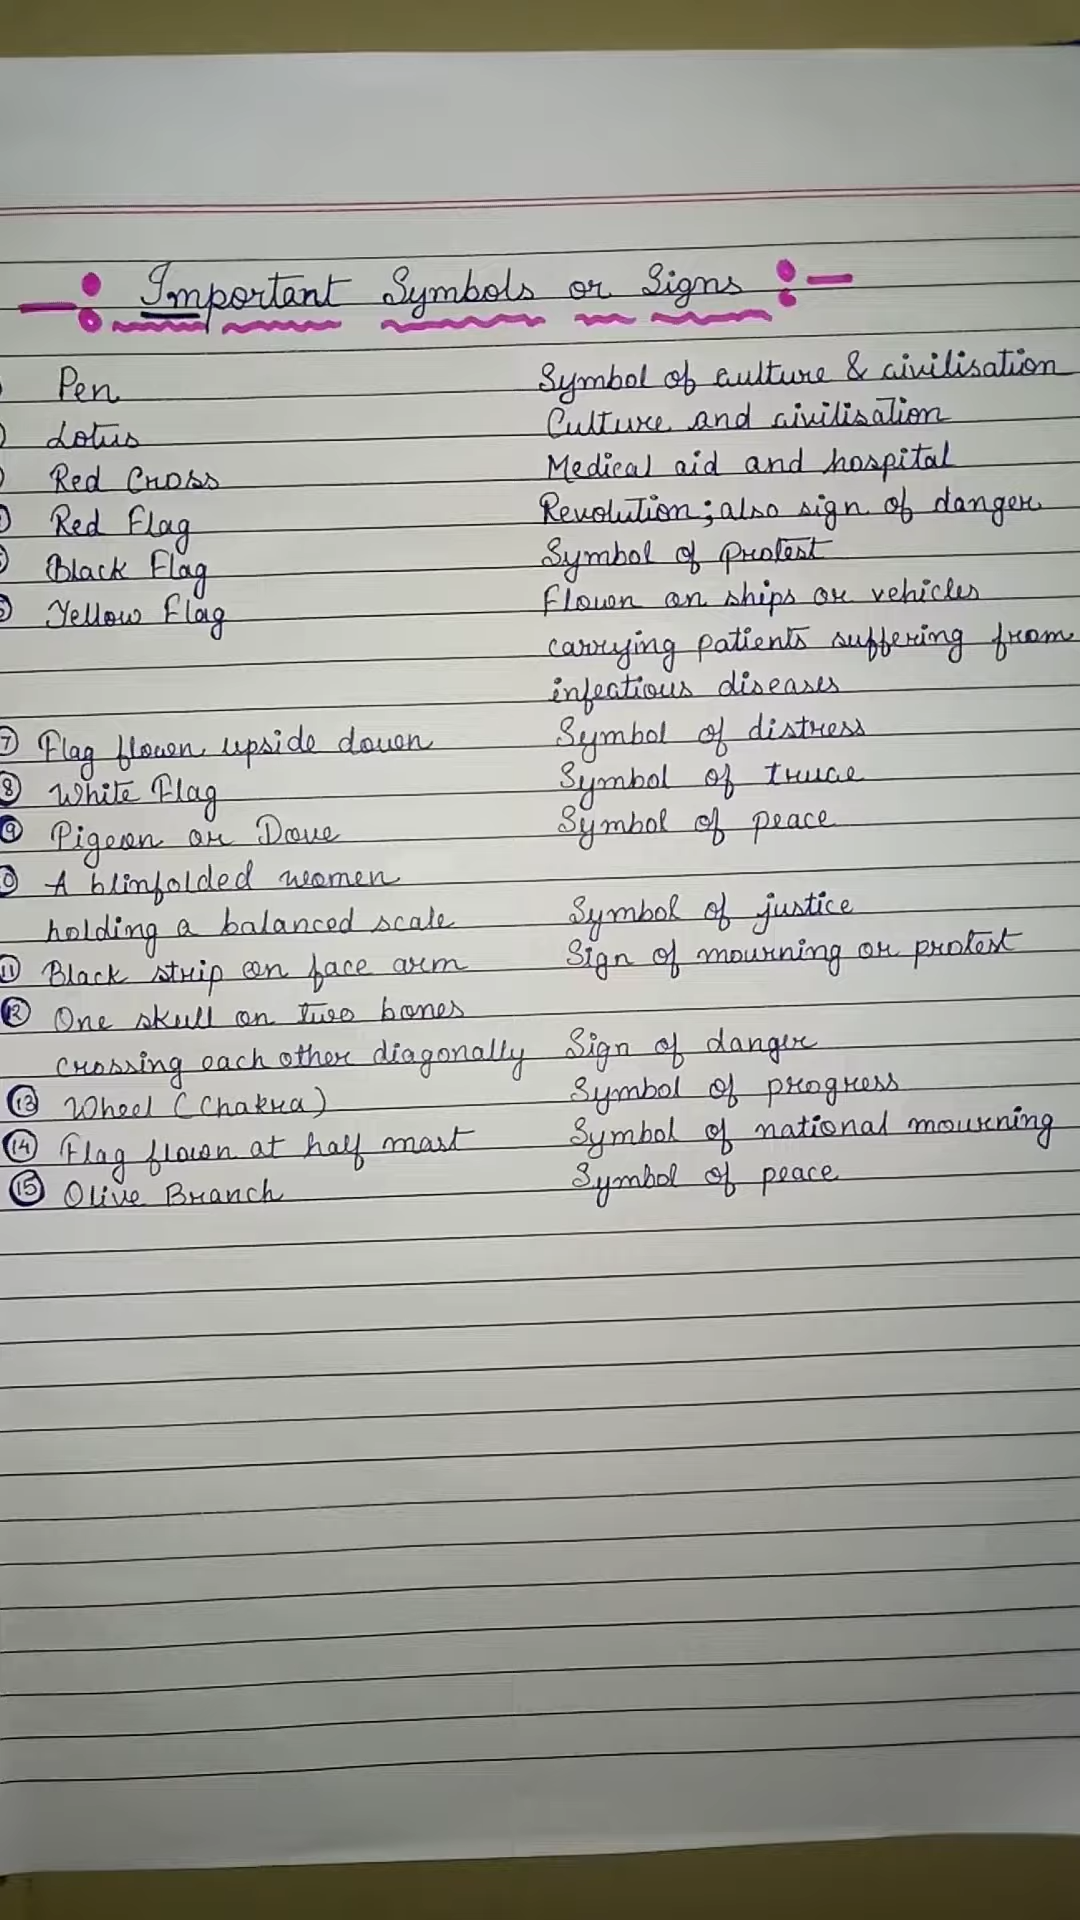 Important Symbols or Signs
Pen Symbol of culture & civilisation
Lotus Culture and civilisation
Red Cross Medical aid and hospital
Red Flag Revolution; also sign of danger
Black Flag Symbol of protest
Yellow Flag Flown on ships or vehicles
carrying patients suffering from
infectious diseases
7 Flag flown upside down Symbol of distress
8 White Flag Symbol of truce
9 Pigeon or Dove Symbol of peace
A blinfolded women
holding a balanced scale Symbol of justice
11 Black strip on face arm Sign of mourning or protest
12 One skull on two bones
crossing each other diagonally Sign of danger
13 Wheel (Chakra) Symbol of progress
14 Flag flown at half mast Symbol of national mourning
15 Olive Branch Symbol of peace